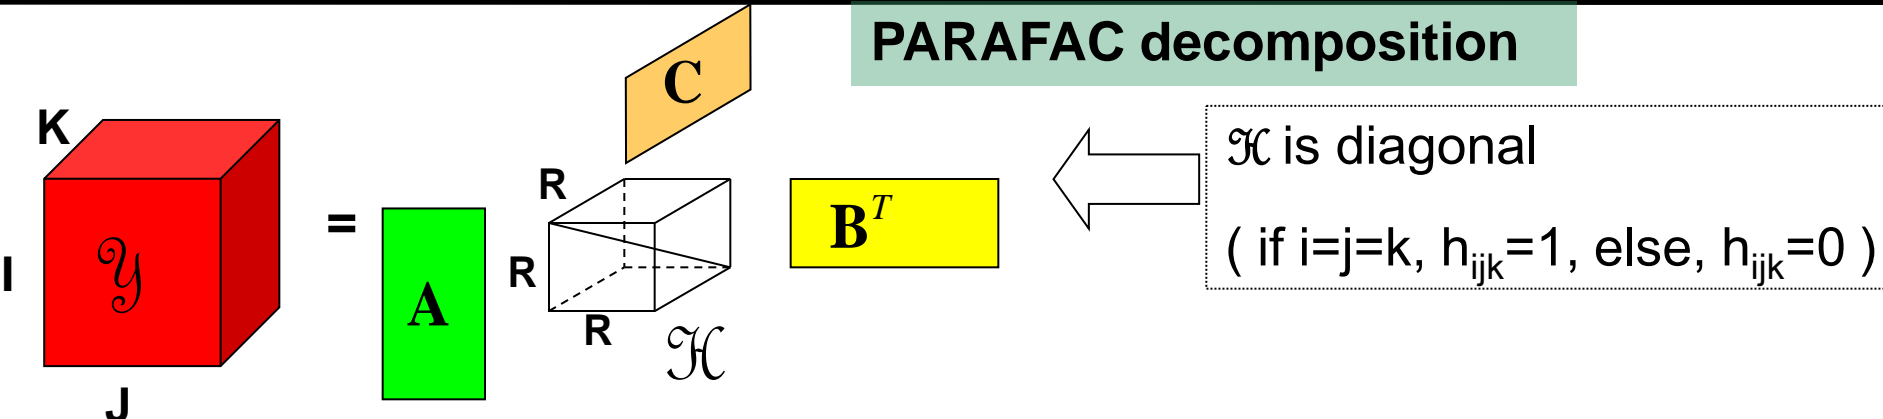 PARAFAC decomposition
C
K
ℋ is diagonal
R
=
𝒴
I
A
R
R
ℋ
B^T
( if i=j=k, h_ijk=1, else, h_ijk=0 )
J